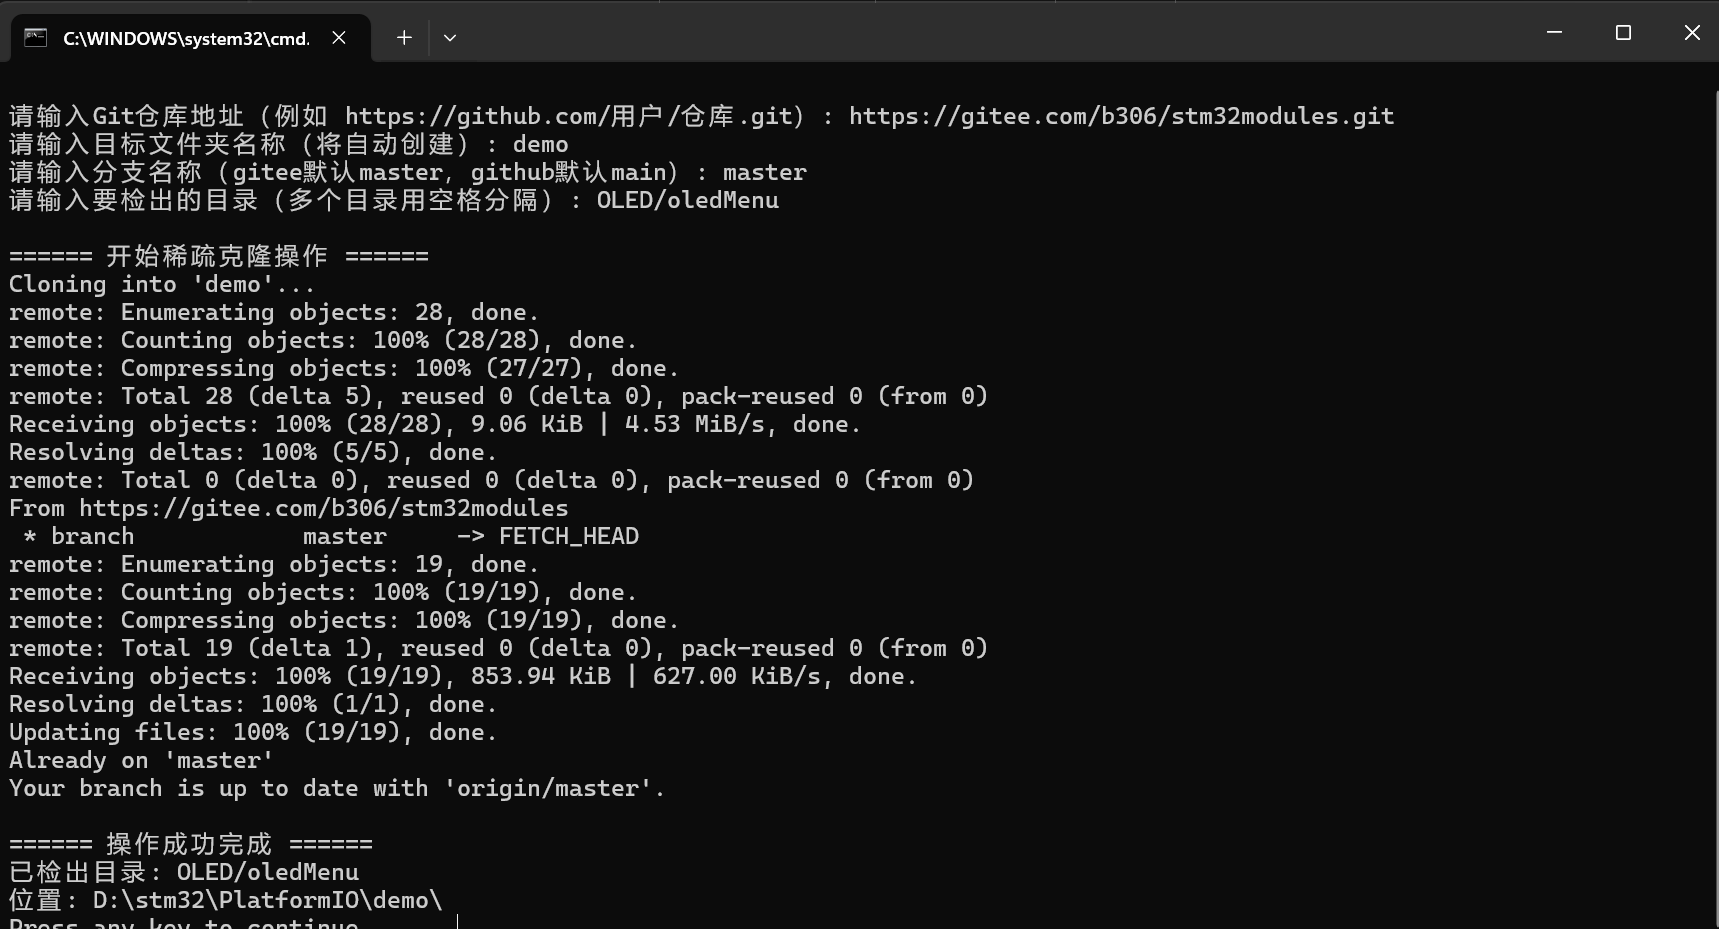 C:\WINDOWS\system32\cmd.
请输入Git仓库地址（例如 https://github.com/用户/仓库.git）: https://gitee.com/b306/stm32modules.git
请输入目标文件夹名称（将自动创建）: demo
请输入分支名称（gitee默认master，github默认main）: master
请输入要检出的目录（多个目录用空格分隔）: OLED/oledMenu
====== 开始稀疏克隆操作 ======
Cloning into 'demo'...
remote: Enumerating objects: 28, done.
remote: Counting objects: 100% (28/28), done.
remote: Compressing objects: 100% (27/27), done.
remote: Total 28 (delta 5), reused 0 (delta 0), pack-reused 0 (from 0)
Receiving objects: 100% (28/28), 9.06 KiB | 4.53 MiB/s, done.
Resolving deltas: 100% (5/5), done.
remote: Total 0 (delta 0), reused 0 (delta 0), pack-reused 0 (from 0)
From https://gitee.com/b306/stm32modules
 * branch            master     -> FETCH_HEAD
remote: Enumerating objects: 19, done.
remote: Counting objects: 100% (19/19), done.
remote: Compressing objects: 100% (19/19), done.
remote: Total 19 (delta 1), reused 0 (delta 0), pack-reused 0 (from 0)
Receiving objects: 100% (19/19), 853.94 KiB | 627.00 KiB/s, done.
Resolving deltas: 100% (1/1), done.
Updating files: 100% (19/19), done.
Already on 'master'
Your branch is up to date with 'origin/master'.
====== 操作成功完成 ======
已检出目录: OLED/oledMenu
位置: D:\stm32\PlatformIO\demo\
Press any key to continue